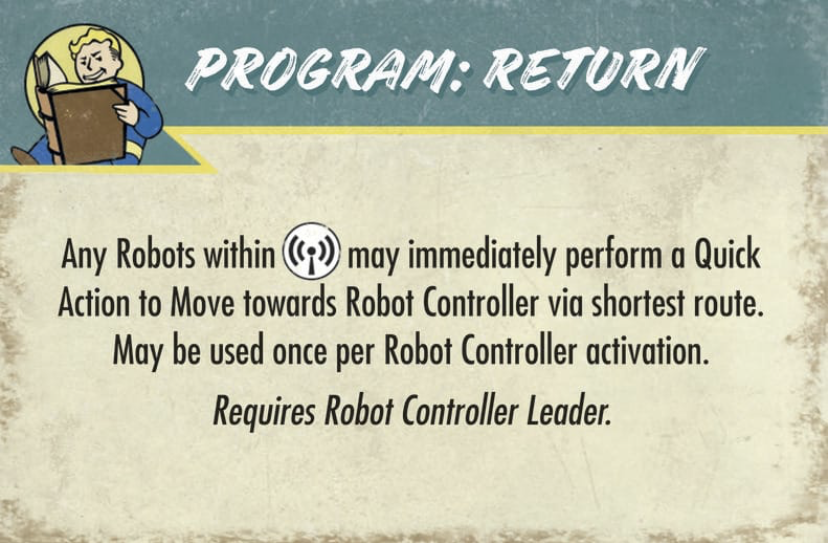 PROGRAM: RETURN
Any Robots within may immediately perform a Quick
Action to Move towards Robot Controller via shortest route.
May be used once per Robot Controller activation.
Requires Robot Controller Leader.